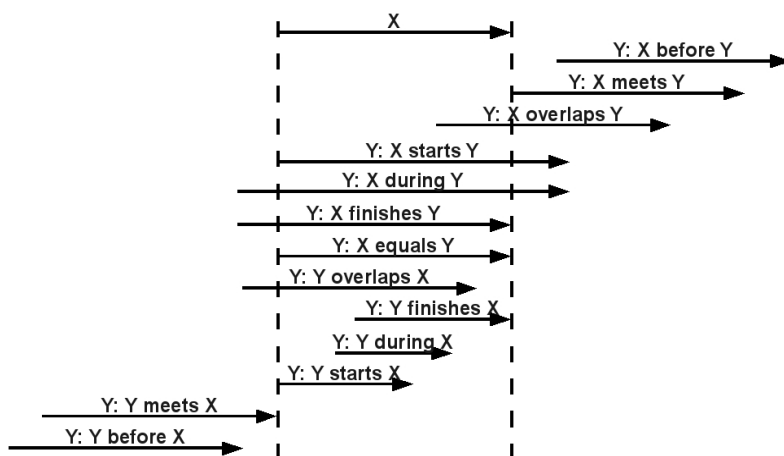 X
Y: X before Y
Y: X meets Y
Y: X overlaps Y
Y: X starts Y
Y: X during Y
Y: X finishes Y
Y: X equals Y
Y: Y overlaps X
Y: Y finishes X
Y: Y during X
Y: Y starts X
Y: Y meets X
Y: Y before X